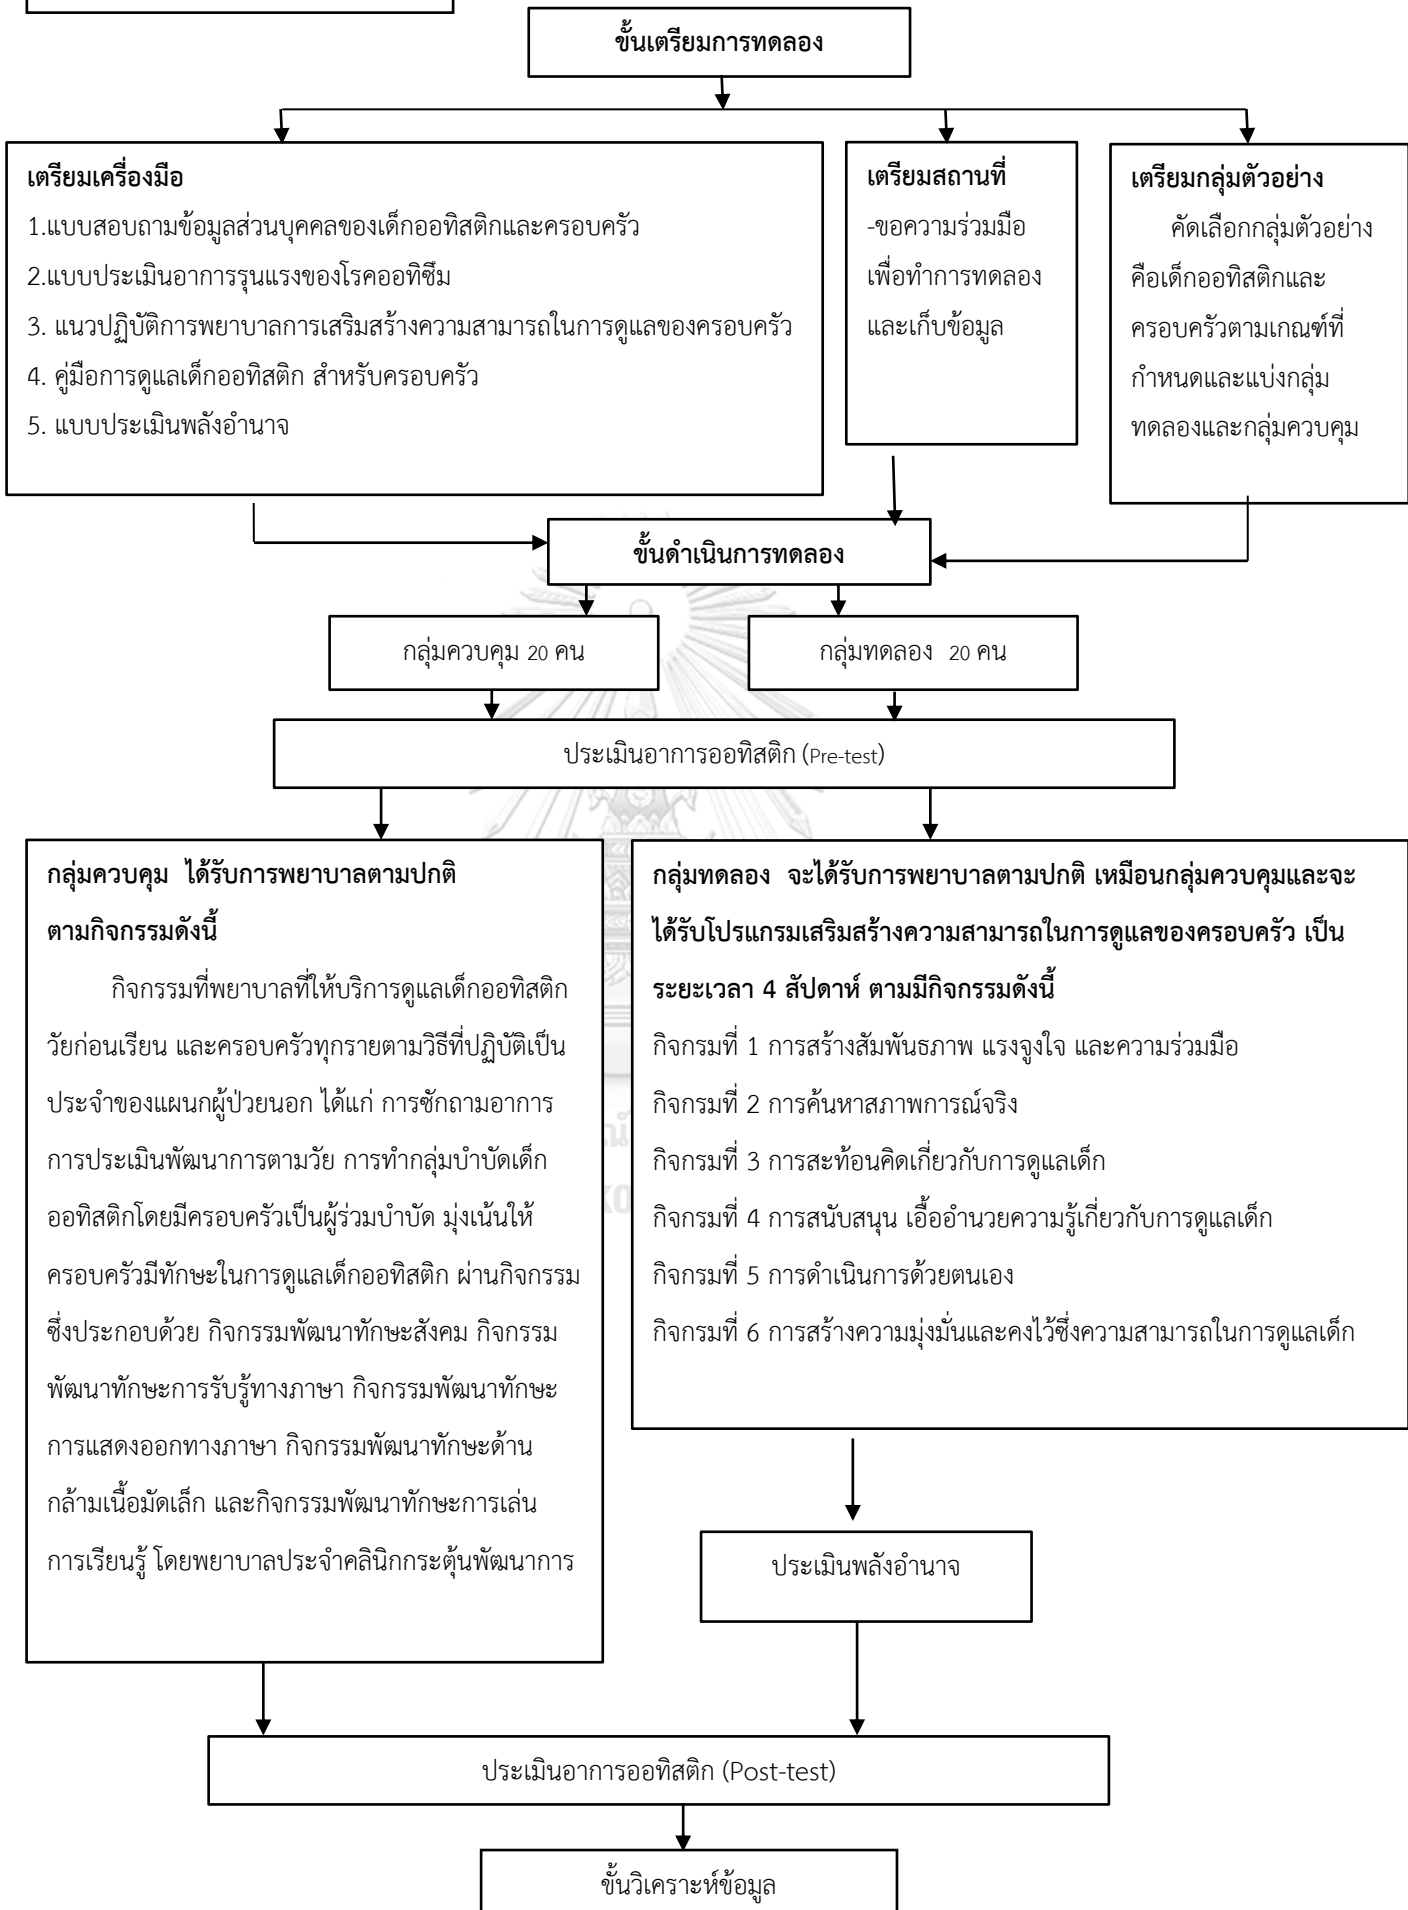 ขั้นเตรียมการทดลอง
เตรียมเครื่องมือ
1.แบบสอบถามข้อมูลส่วนบุคคลของเด็กออทิสติกและครอบครัว
2.แบบประเมินอาการรุนแรงของโรคออทิซึม
3. แนวปฏิบัติการพยาบาลการเสริมสร้างความสามารถในการดูแลของครอบครัว
4. คู่มือการดูแลเด็กออทิสติก สำหรับครอบครัว
5. แบบประเมินพลังอำนาจ
เตรียมสถานที่
-ขอความร่วมมือ
เพื่อทำการทดลอง
และเก็บข้อมูล
เตรียมกลุ่มตัวอย่าง
คัดเลือกกลุ่มตัวอย่าง
คือเด็กออทิสติกและ
ครอบครัวตามเกณฑ์ที่
กำหนดและแบ่งกลุ่ม
ทดลองและกลุ่มควบคุม
ขั้นดำเนินการทดลอง
กลุ่มควบคุม 20 คน
กลุ่มทดลอง 20 คน
ประเมินอาการออทิสติก (Pre-test)
กลุ่มควบคุม ได้รับการพยาบาลตามปกติ
ตามกิจกรรมดังนี้
กิจกรรมที่พยาบาลที่ให้บริการดูแลเด็กออทิสติก
วัยก่อนเรียน และครอบครัวทุกรายตามวิธีที่ปฏิบัติเป็น
ประจำของแผนกผู้ป่วยนอก ได้แก่ การซักถามอาการ
การประเมินพัฒนาการตามวัย การทำกลุ่มบำบัดเด็ก
ออทิสติกโดยมีครอบครัวเป็นผู้ร่วมบำบัด มุ่งเน้นให้
ครอบครัวมีทักษะในการดูแลเด็กออทิสติก ผ่านกิจกรรม
ซึ่งประกอบด้วย กิจกรรมพัฒนาทักษะสังคม กิจกรรม
พัฒนาทักษะการรับรู้ทางภาษา กิจกรรมพัฒนาทักษะ
การแสดงออกทางภาษา กิจกรรมพัฒนาทักษะด้าน
กล้ามเนื้อมัดเล็ก และกิจกรรมพัฒนาทักษะการเล่น
การเรียนรู้ โดยพยาบาลประจำคลินิกกระตุ้นพัฒนาการ
กลุ่มทดลอง จะได้รับการพยาบาลตามปกติ เหมือนกลุ่มควบคุมและจะ
ได้รับโปรแกรมเสริมสร้างความสามารถในการดูแลของครอบครัว เป็น
ระยะเวลา 4 สัปดาห์ ตามมีกิจกรรมดังนี้
กิจกรมที่ 1 การสร้างสัมพันธภาพ แรงจูงใจ และความร่วมมือ
กิจกรมที่ 2 การค้นหาสภาพการณ์จริง
กิจกรมที่ 3 การสะท้อนคิดเกี่ยวกับการดูแลเด็ก
กิจกรมที่ 4 การสนับสนุน เอื้ออำนวยความรู้เกี่ยวกับการดูแลเด็ก
กิจกรมที่ 5 การดำเนินการด้วยตนเอง
กิจกรมที่ 6 การสร้างความมุ่งมั่นและคงไว้ซึ่งความสามารถในการดูแลเด็ก
ประเมินพลังอำนาจ
ประเมินอาการออทิสติก (Post-test)
ขั้นวิเคราะห์ข้อมูล